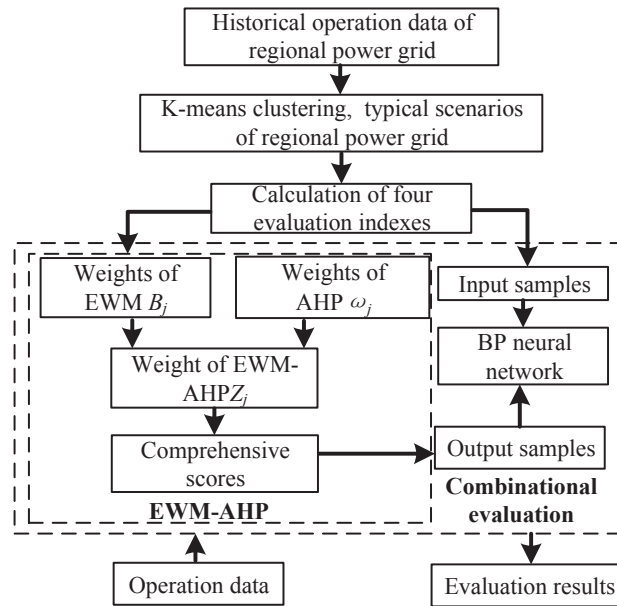 Historical operation data of
regional power grid
K-means clustering, typical scenarios
of regional power grid
Calculation of four
evaluation indexes
Weights of
EWM Bj
Weights of
AHP ωj
Input samples
BP neural
network
Weight of EWM-
AHPZj
Comprehensive
scores
Output samples
EWM-AHP
Combinational
evaluation
Operation data
Evaluation results